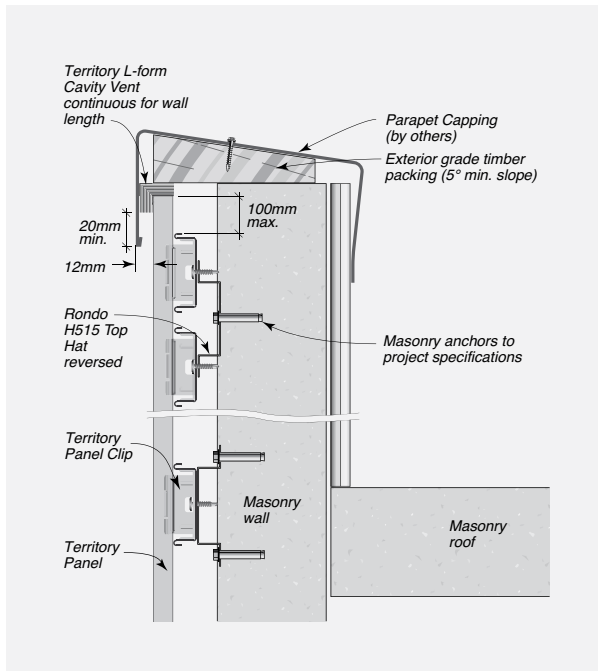 Territory L-form
Cavity Vent
continuous for wall
length
Parapet Capping
(by others)
Exterior grade timber
packing (5° min. slope)
100mm
max.
20mm
min.
12mm
Rondo
H515 Top
Hat
reversed
Masonry anchors to
project specifications
Territory
Panel Clip
Masonry
wall
Masonry
roof
Territory
Panel